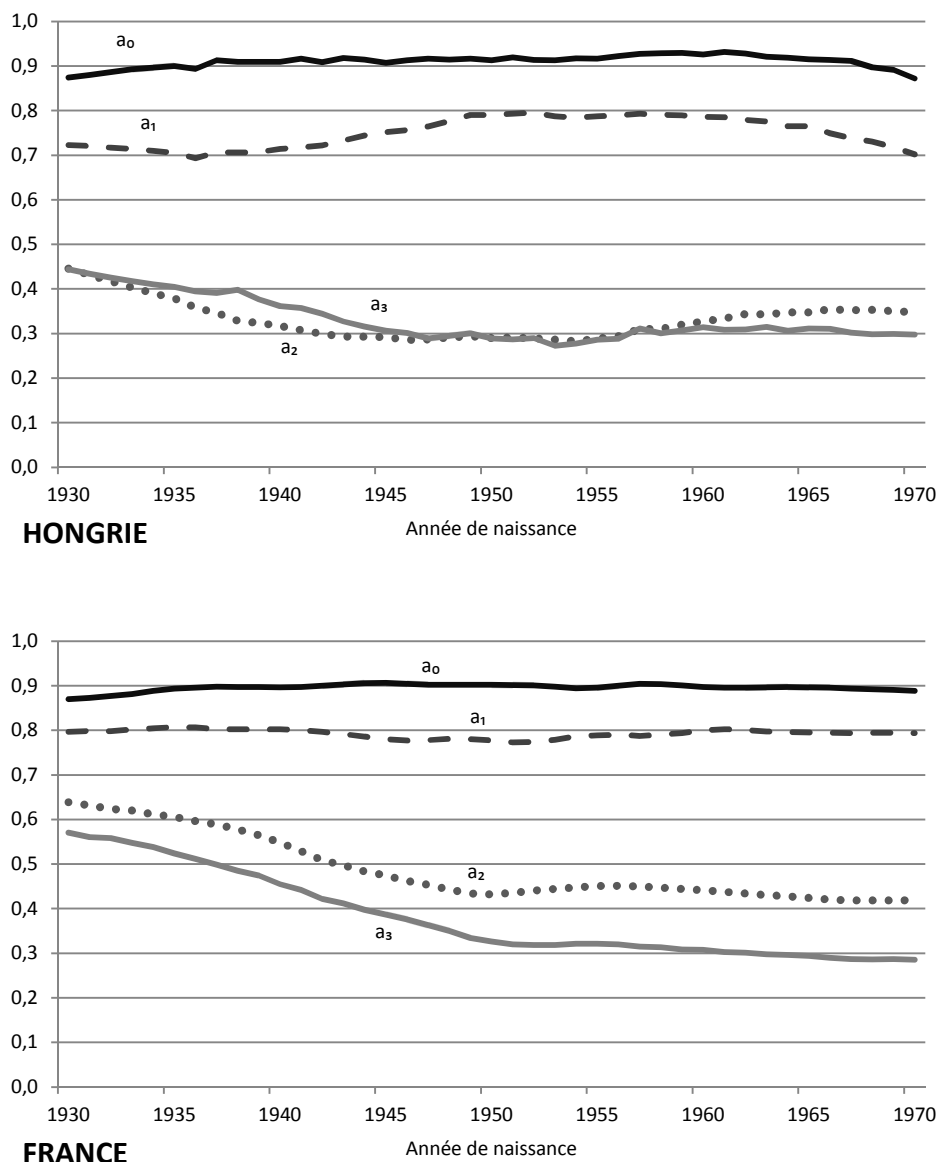 1,0
a₀
0,9
0,8
a₁
0,7
0,6
0,5
0,4
a₃
0,3
a₂
0,2
0,1
0,0
1930 1935 1940 1945 1950 1955 1960 1965 1970
HONGRIE Année de naissance
1,0
a₀
0,9
a₁
0,8
0,7
0,6
0,5
a₂
0,4
a₃
0,3
0,2
0,1
0,0
1930 1935 1940 1945 1950 1955 1960 1965 1970
FRANCE Année de naissance